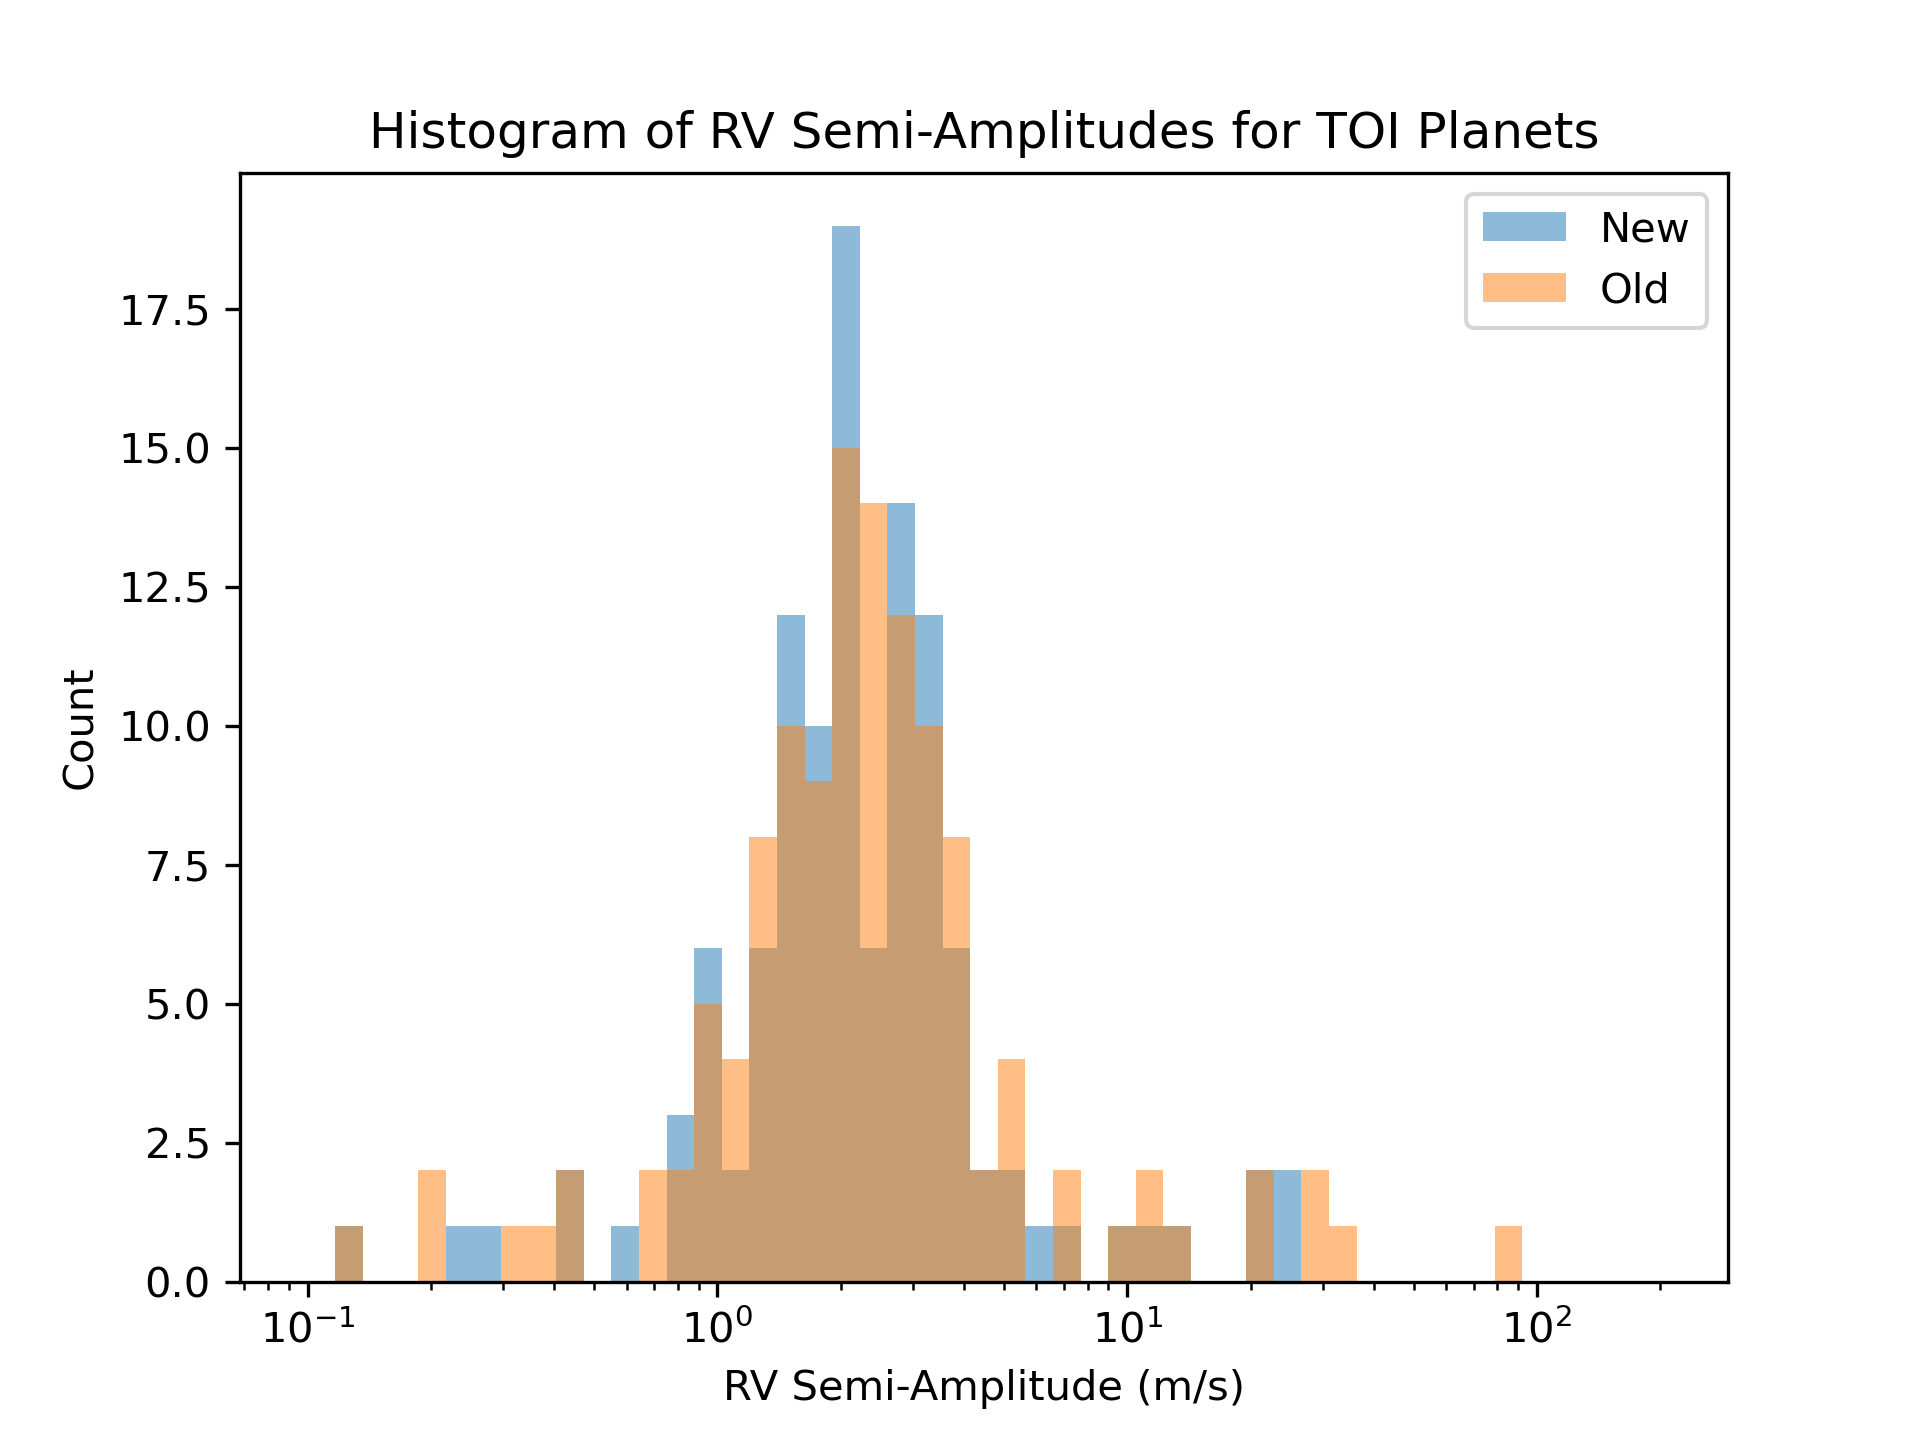 Histogram of RV Semi-Amplitudes for TOI Planets
New
Old
17.5
15.0
12.5
10.0
7.5
5.0
2.5
0.0
Count
10⁻¹ 10⁰ 10¹ 10²
RV Semi-Amplitude (m/s)